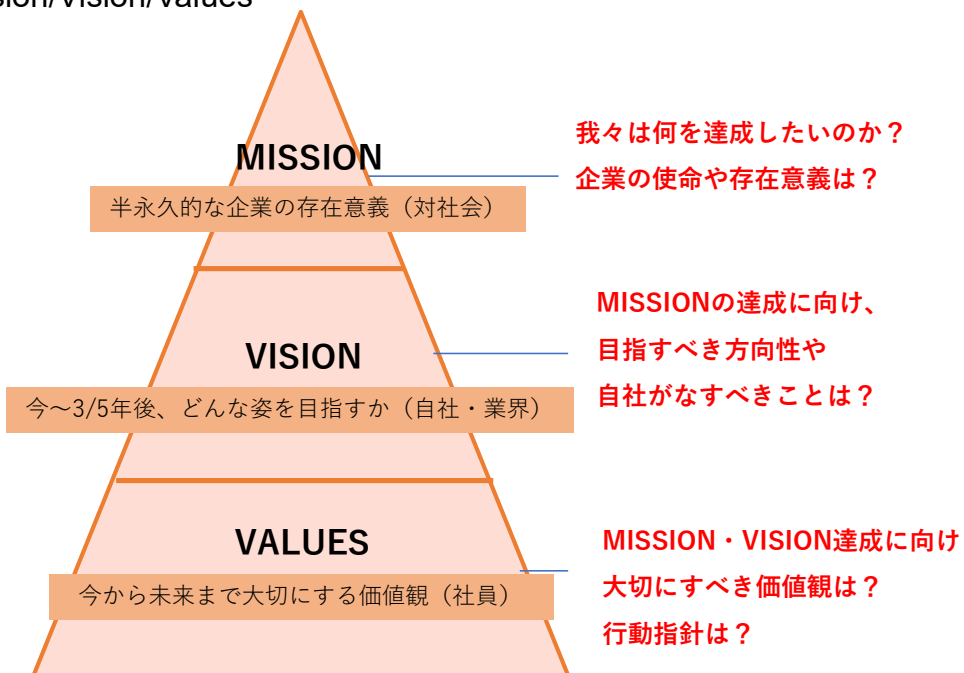 sion/Vision/Values
MISSION
半永久的な企業の存在意義（対社会）
我々は何を達成したいのか？
企業の使命や存在意義は？
VISION
今～3/5年後、どんな姿を目指すか（自社・業界）
MISSIONの達成に向け、
目指すべき方向性や
自社がなすべきことは？
VALUES
今から未来まで大切にする価値観（社員）
MISSION・VISION達成に向け
大切にすべき価値観は？
行動指針は？